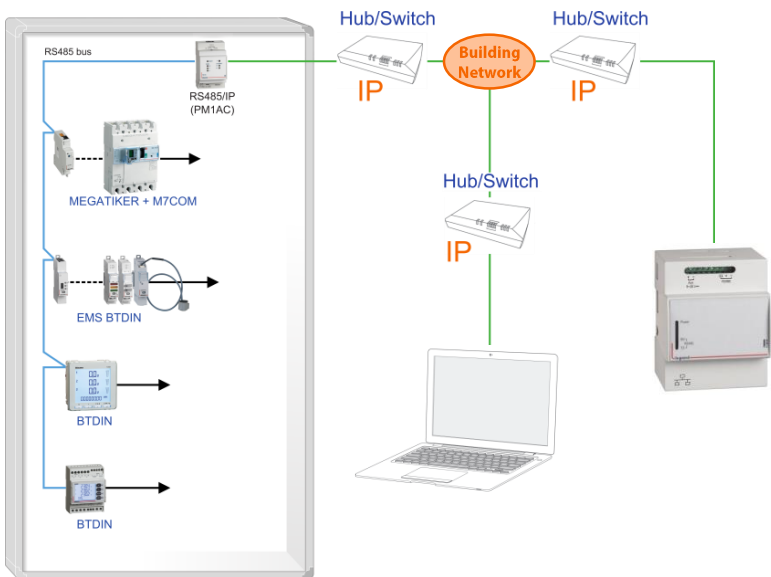 Hub/Switch
Hub/Switch
RS485 bus
Building
Network
IP
IP
RS485/IP
(PM1AC)
MEGATIKER + M7COM
Hub/Switch
IP
EMS BTDIN
BTDIN
BTDIN